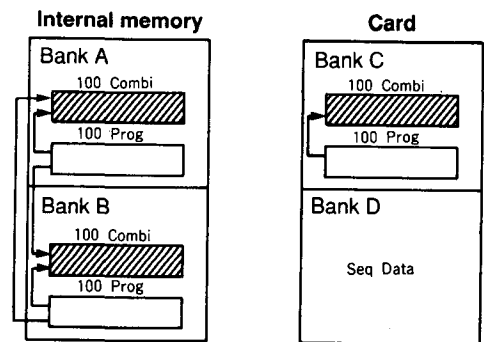 Internal memory
Bank A
100 Combi
100 Prog
Bank B
100 Combi
100 Prog
Card
Bank C
100 Combi
100 Prog
Bank D
Seq Data